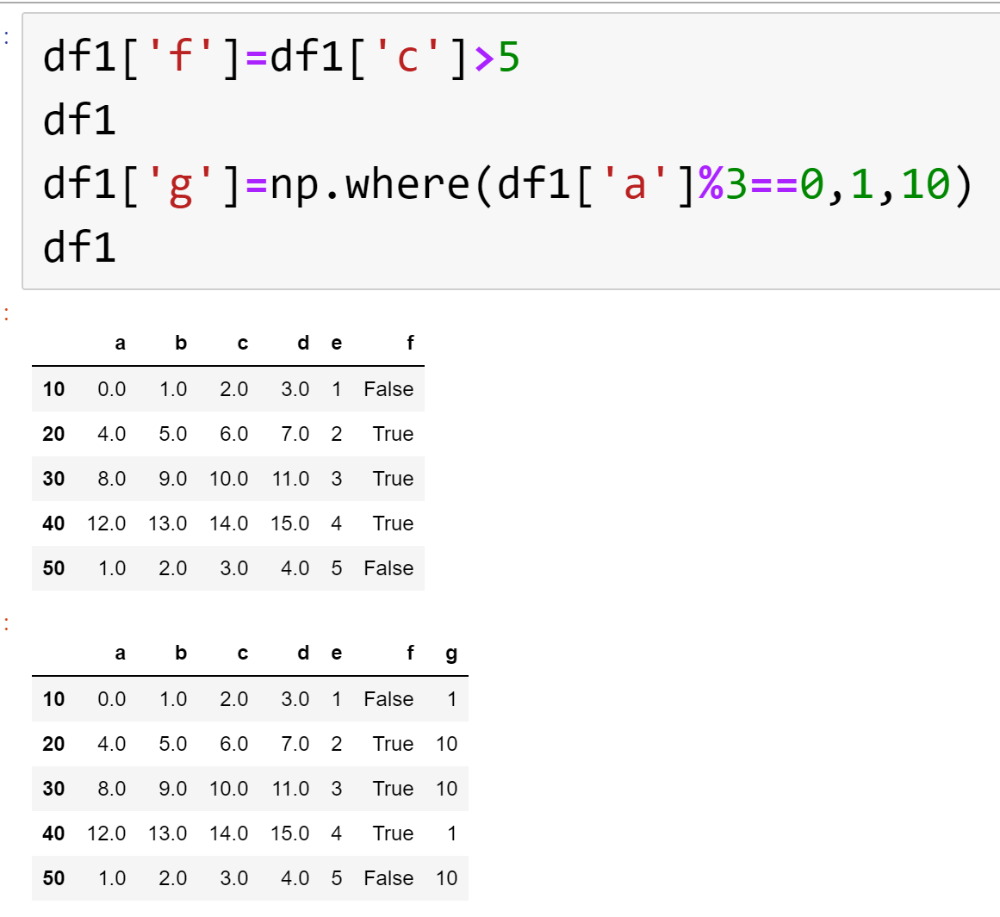 df1['f']=df1['c']>5
df1
df1['g']=np.where(df1['a']%3==0,1,10)
df1
a b c d e f
10 0.0 1.0 2.0 3.0 1 False
20 4.0 5.0 6.0 7.0 2 True
30 8.0 9.0 10.0 11.0 3 True
40 12.0 13.0 14.0 15.0 4 True
50 1.0 2.0 3.0 4.0 5 False
a b c d e f g
10 0.0 1.0 2.0 3.0 1 False 1
20 4.0 5.0 6.0 7.0 2 True 10
30 8.0 9.0 10.0 11.0 3 True 10
40 12.0 13.0 14.0 15.0 4 True 1
50 1.0 2.0 3.0 4.0 5 False 10